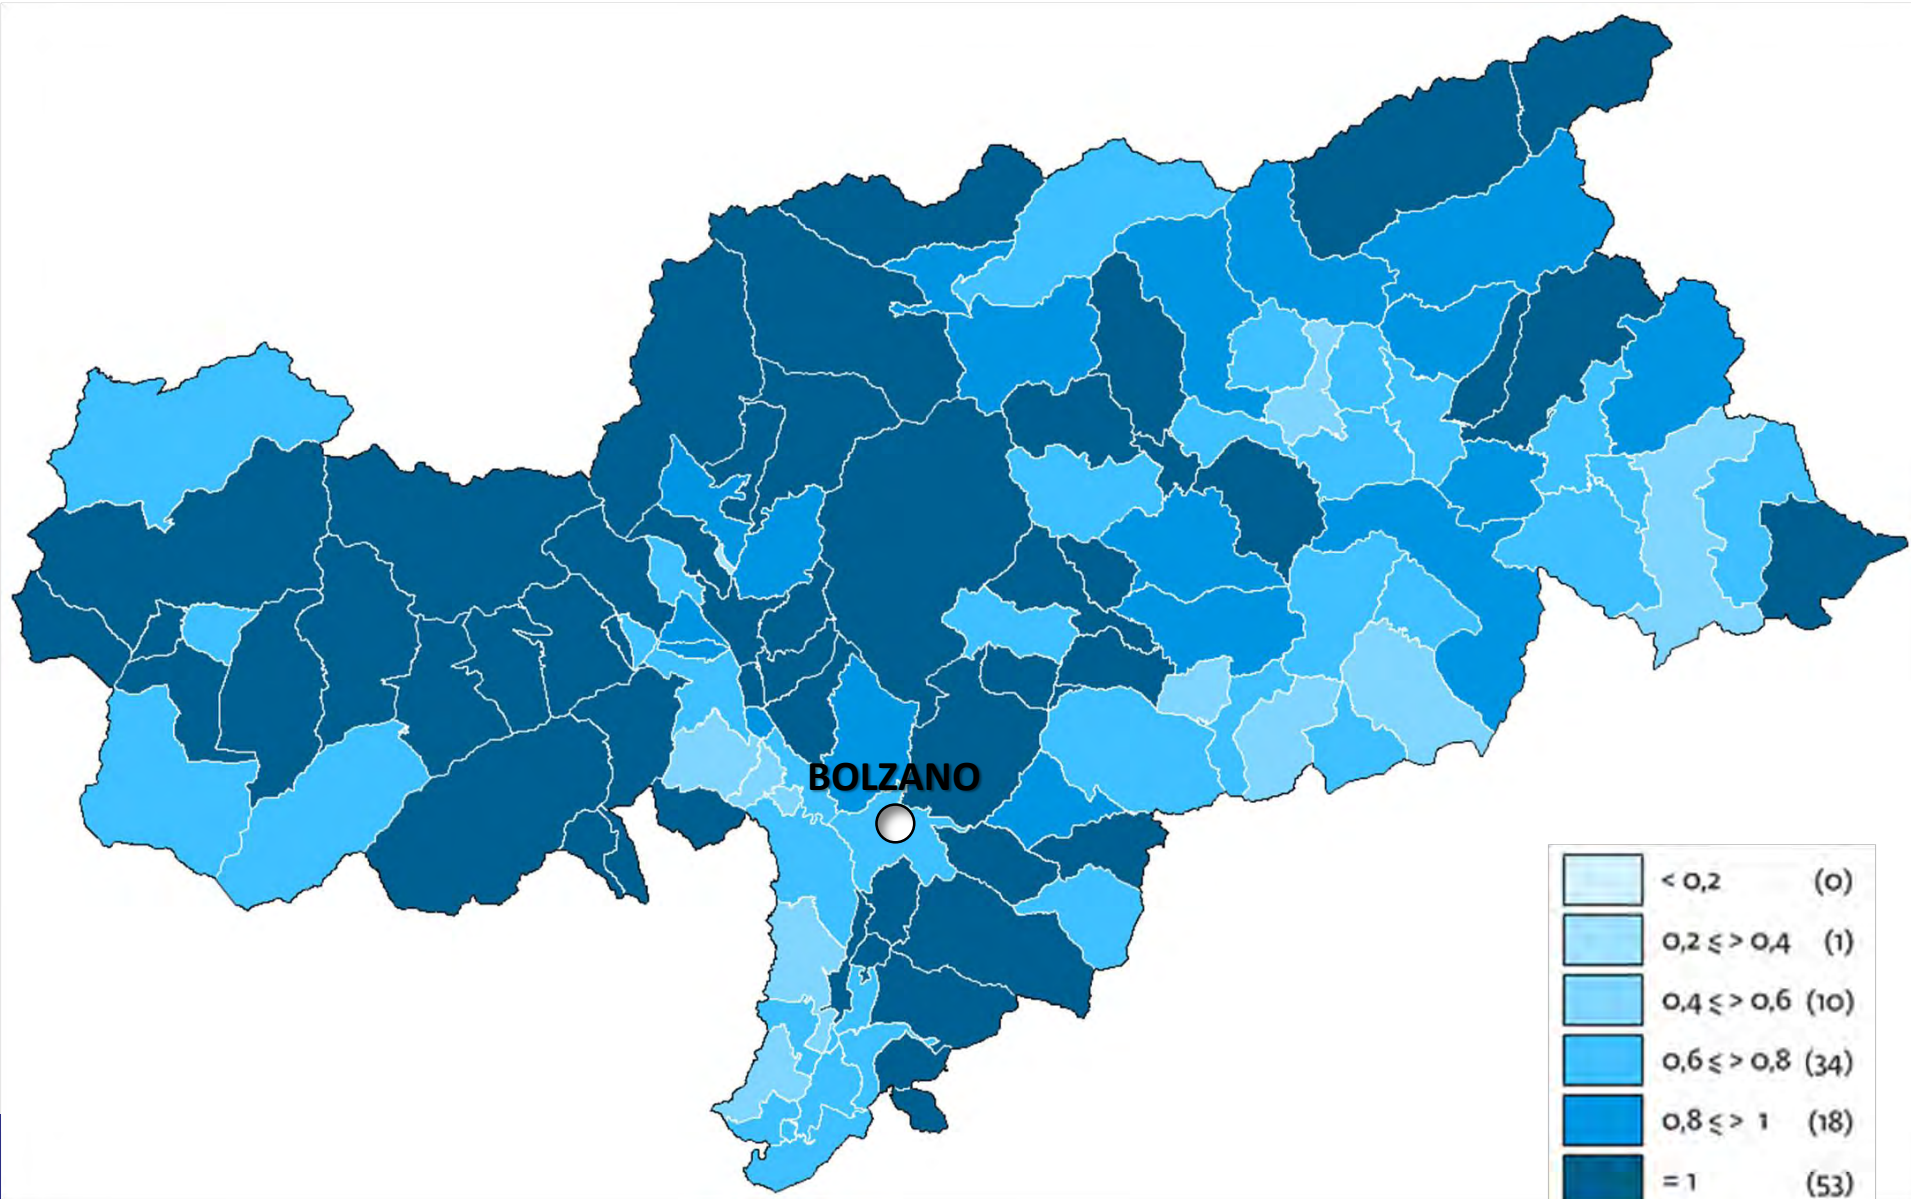 BOLZANO
< 0,2 (0)
0,2 ≤ > 0,4 (1)
0,4 ≤ > 0,6 (10)
0,6 ≤ > 0,8 (34)
0,8 ≤ > 1 (18)
= 1 (53)